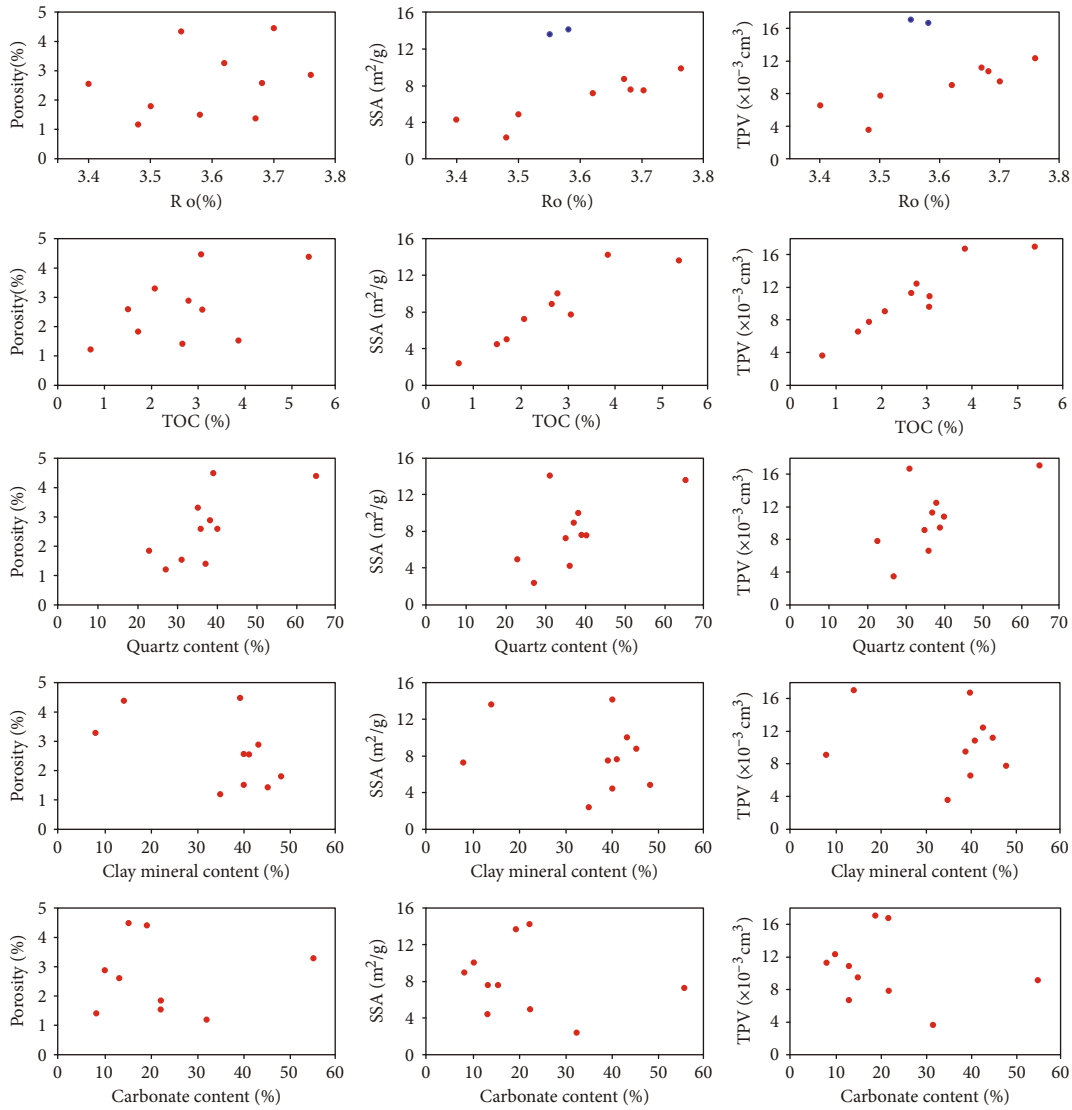 5
4
3
2
1
0
Porosity(%)
3.4 3.5 3.6 3.7 3.8
R o(%)
16
12
8
4
0
SSA (m²/g)
3.4 3.5 3.6 3.7 3.8
Ro (%)
16
12
8
4
0
TPV (×10⁻³ cm³)
3.4 3.5 3.6 3.7 3.8
Ro (%)
5
4
3
2
1
0
Porosity(%)
0 1 2 3 4 5 6
TOC (%)
16
12
8
4
0
SSA (m²/g)
0 1 2 3 4 5 6
TOC (%)
16
12
8
4
0
TPV (×10⁻³ cm³)
0 1 2 3 4 5 6
TOC (%)
5
4
3
2
1
0
Porosity (%)
0 10 20 30 40 50 60 70
Quartz content (%)
16
12
8
4
0
SSA (m²/g)
0 10 20 30 40 50 60 70
Quartz content (%)
16
12
8
4
0
TPV (×10⁻³ cm³)
0 10 20 30 40 50 60 70
Quartz content (%)
5
4
3
2
1
0
Porosity (%)
0 10 20 30 40 50 60
Clay mineral content (%)
16
12
8
4
0
SSA (m²/g)
0 10 20 30 40 50 60
Clay mineral content (%)
16
12
8
4
0
TPV (×10⁻³ cm³)
0 10 20 30 40 50 60
Clay mineral content (%)
5
4
3
2
1
0
Porosity (%)
0 10 20 30 40 50 60
Carbonate content (%)
16
12
8
4
0
SSA (m²/g)
0 10 20 30 40 50 60
Carbonate content (%)
16
12
8
4
0
TPV (×10⁻³ cm³)
0 10 20 30 40 50 60
Carbonate content (%)